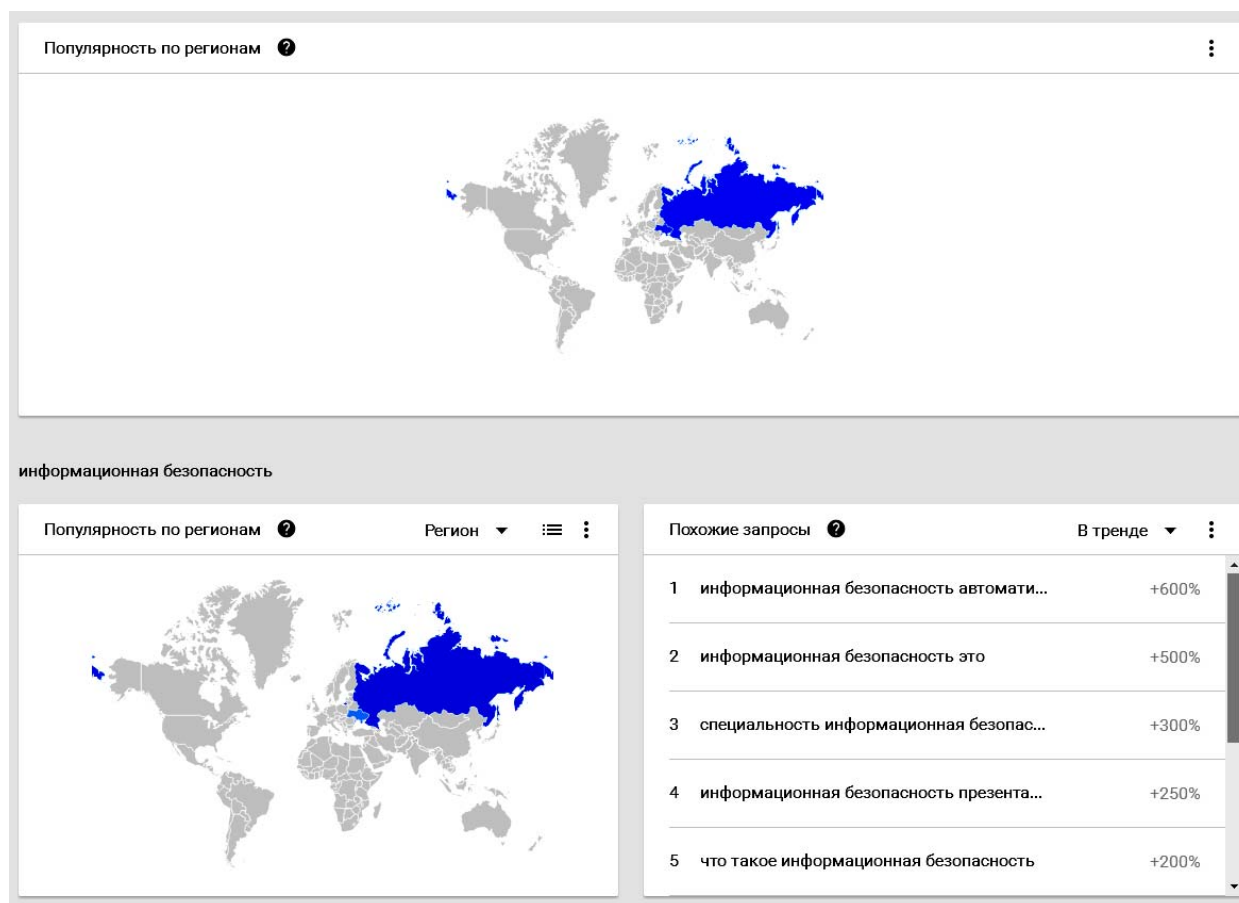 Популярность по регионам
информационная безопасность
Популярность по регионам Регион
Похожие запросы В тренде
1 информационная безопасность автомати... +600%
2 информационная безопасность это +500%
3 специальность информационная безопас... +300%
4 информационная безопасность презента... +250%
5 что такое информационная безопасность +200%